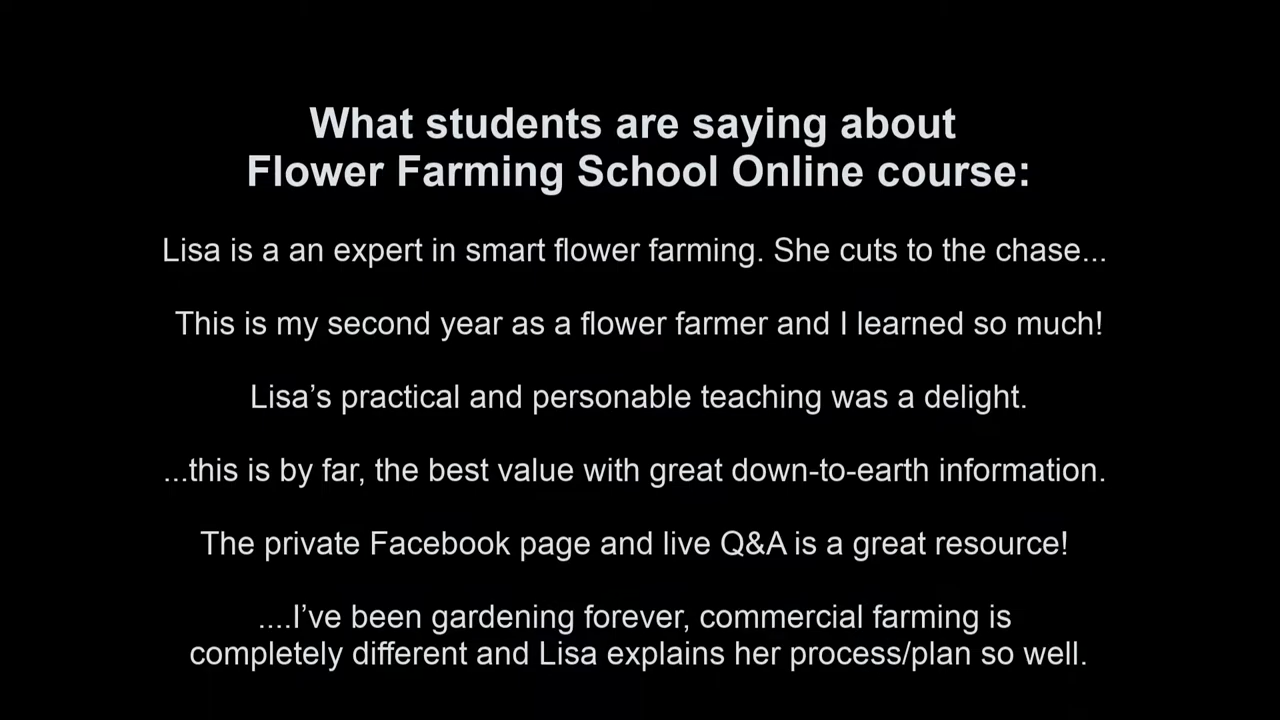 What students are saying about
Flower Farming School Online course:
Lisa is a an expert in smart flower farming. She cuts to the chase...
This is my second year as a flower farmer and I learned so much!
Lisa’s practical and personable teaching was a delight.
...this is by far, the best value with great down-to-earth information.
The private Facebook page and live Q&A is a great resource!
....I’ve been gardening forever, commercial farming is
completely different and Lisa explains her process/plan so well.